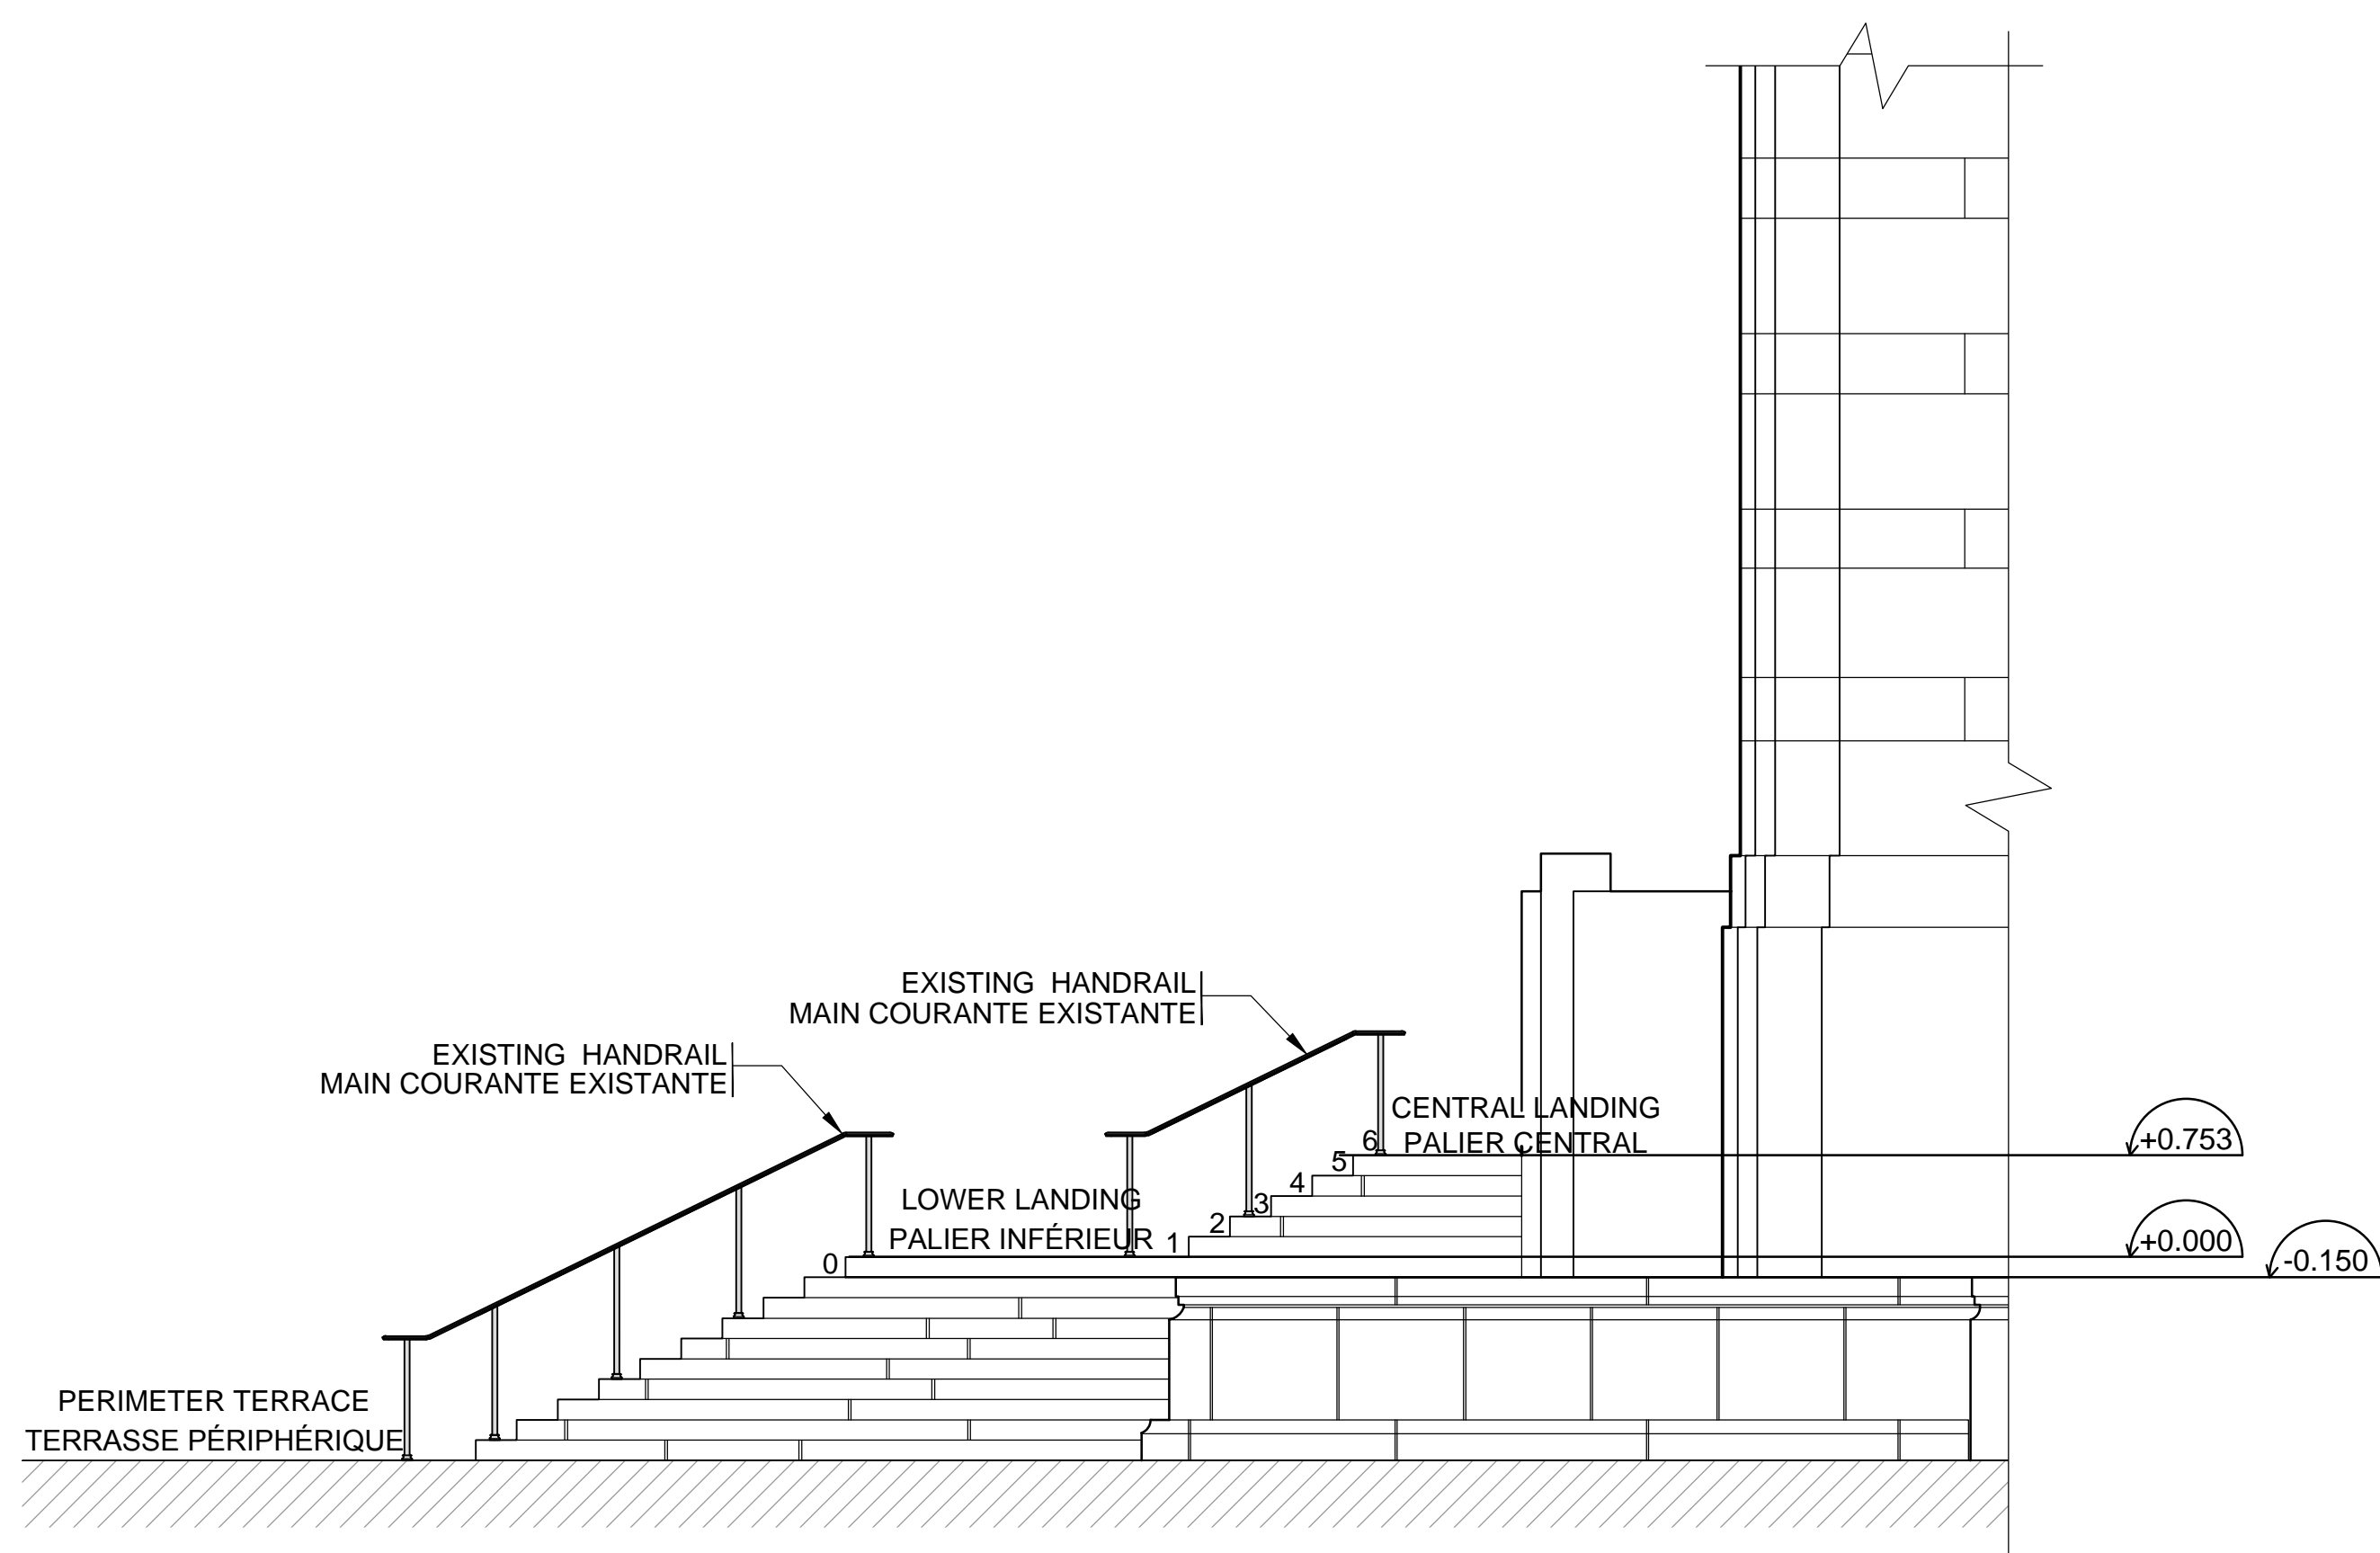 EXISTING HANDRAIL
MAIN COURANTE EXISTANTE
EXISTING HANDRAIL
MAIN COURANTE EXISTANTE
CENTRAL LANDING
PALIER CENTRAL
+0.753
6
5
4
3
2
1
LOWER LANDING
PALIER INFÉRIEUR
+0.000
-0.150
0
PERIMETER TERRACE
TERRASSE PÉRIPHÉRIQUE